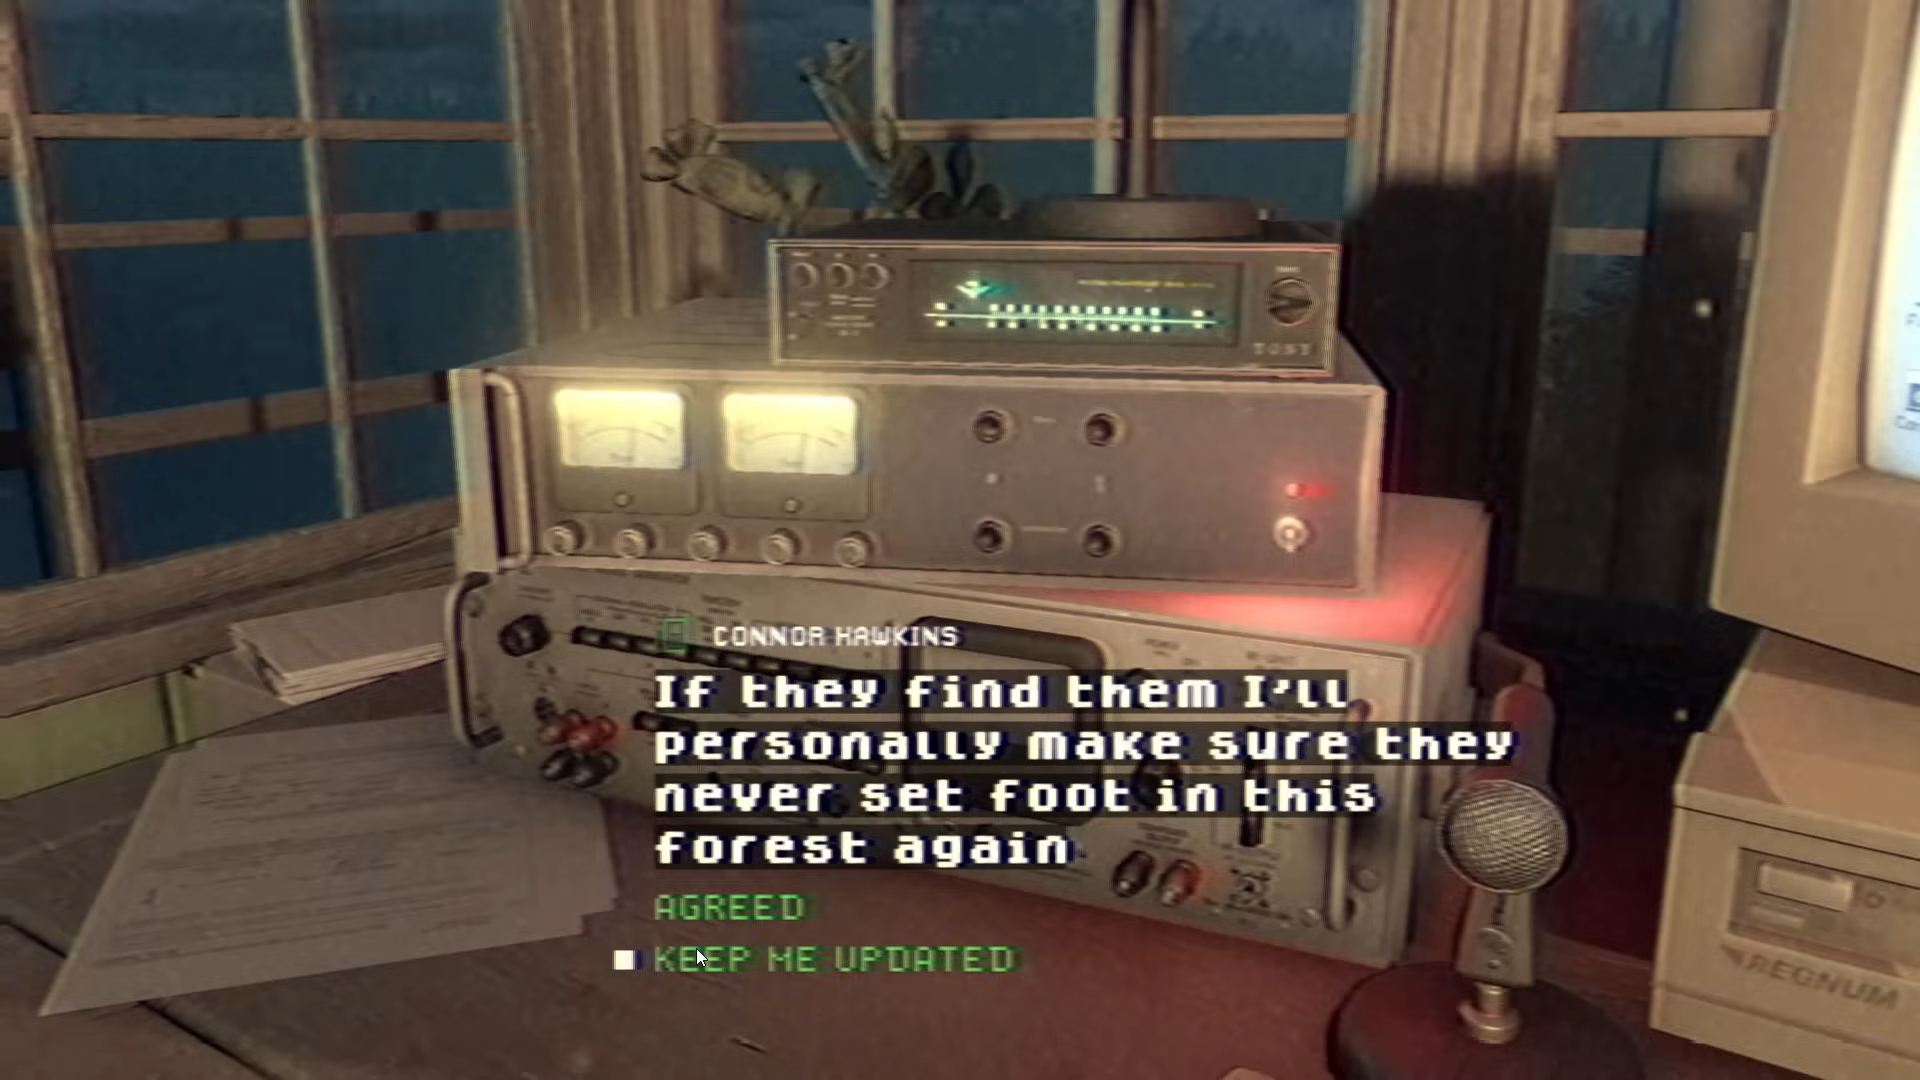 TOST
CONNOR HAWKINS
If they find them I'll
personally make sure they
never set foot in this
forest again
AGREED
KEEP ME UPDATED
REGNUM